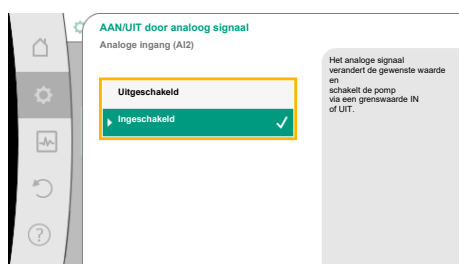 AAN/UIT door analoog signaal
Analoge ingang (AI2)
Uitgeschakeld
Ingeschakeld
Het analoge signaal
verandert de gewenste waarde
en
schakelt de pomp
via een grenswaarde IN
of UIT.
?